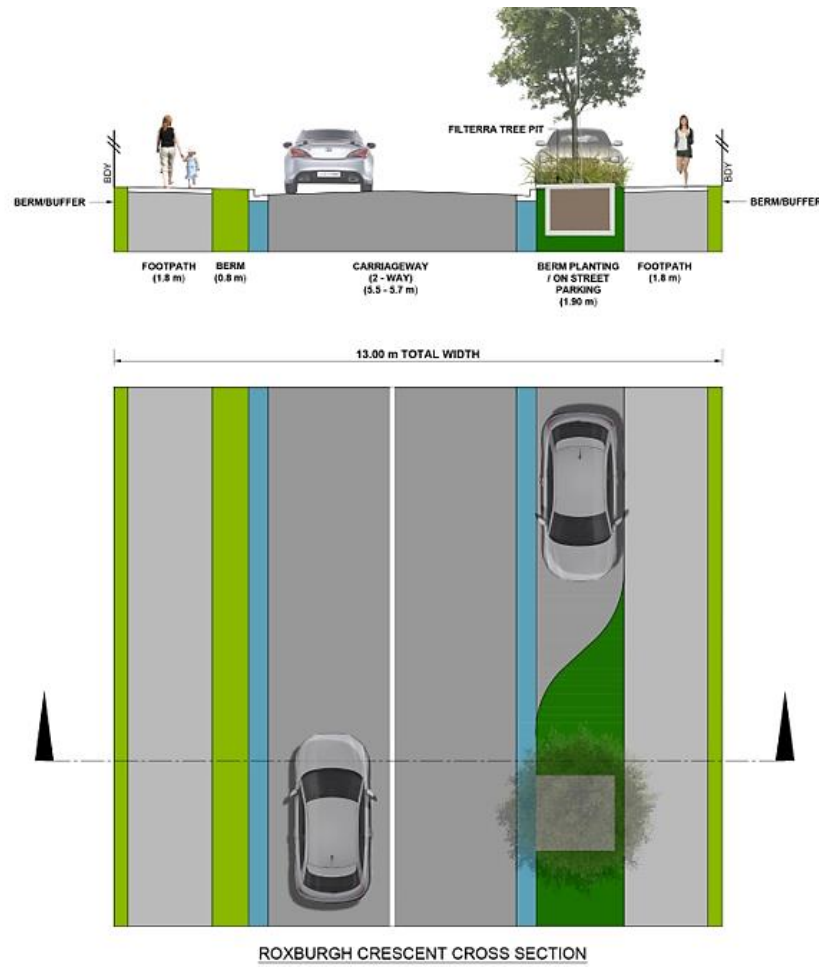 FILTERRA TREE PIT
BDY
BDY
BERM/BUFFER
BERM/BUFFER
FOOTPATH
(1.8 m)
BERM
(0.8 m)
CARRIAGEWAY
(2 - WAY)
(5.5 - 5.7 m)
BERM PLANTING
/ ON STREET
PARKING
(1.90 m)
FOOTPATH
(1.8 m)
13.00 m TOTAL WIDTH
ROXBURGH CRESCENT CROSS SECTION